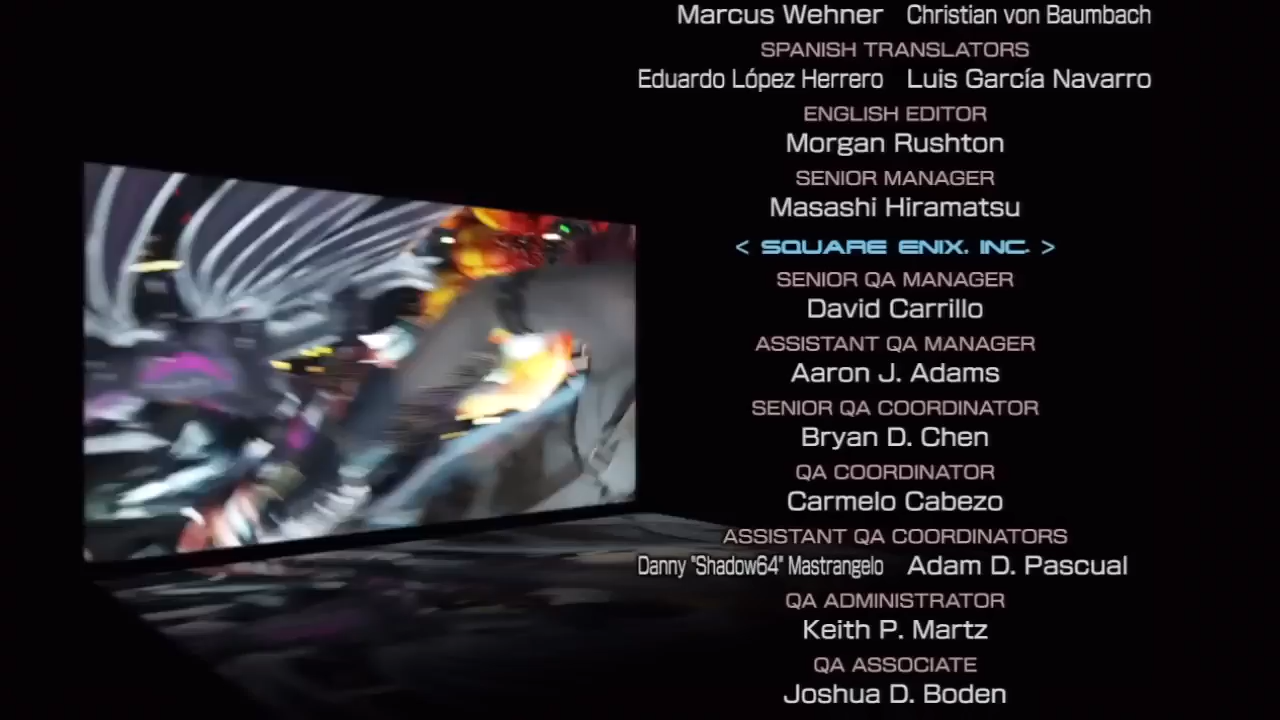 Marcus Wehner Christian von Baumbach
SPANISH TRANSLATORS
Eduardo López Herrero Luis García Navarro
ENGLISH EDITOR
Morgan Rushton
SENIOR MANAGER
Masashi Hiramatsu
< SQUARE ENIX, INC. >
SENIOR QA MANAGER
David Carrillo
ASSISTANT QA MANAGER
Aaron J. Adams
SENIOR QA COORDINATOR
Bryan D. Chen
QA COORDINATOR
Carmelo Cabezo
ASSISTANT QA COORDINATORS
Danny "Shadow64" Mastrangelo Adam D. Pascual
QA ADMINISTRATOR
Keith P. Martz
QA ASSOCIATE
Joshua D. Boden